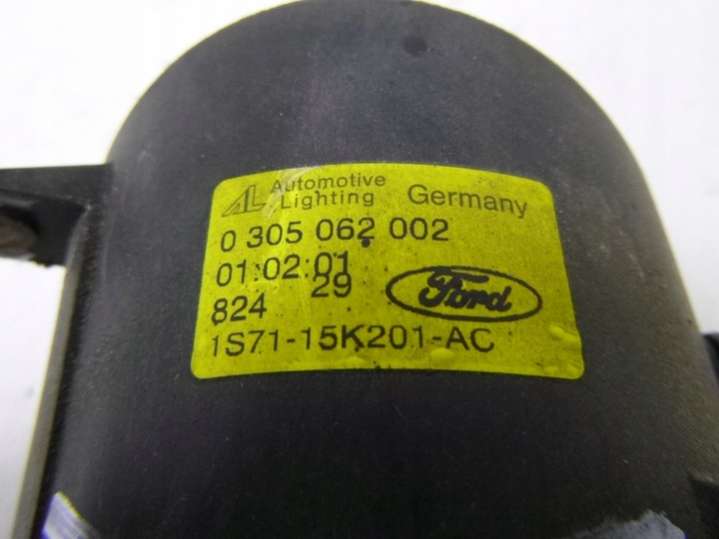 AL Automotive Lighting Germany
0 305 062 002
01:02:01
824 29
Ford
1S71-15K201-AC